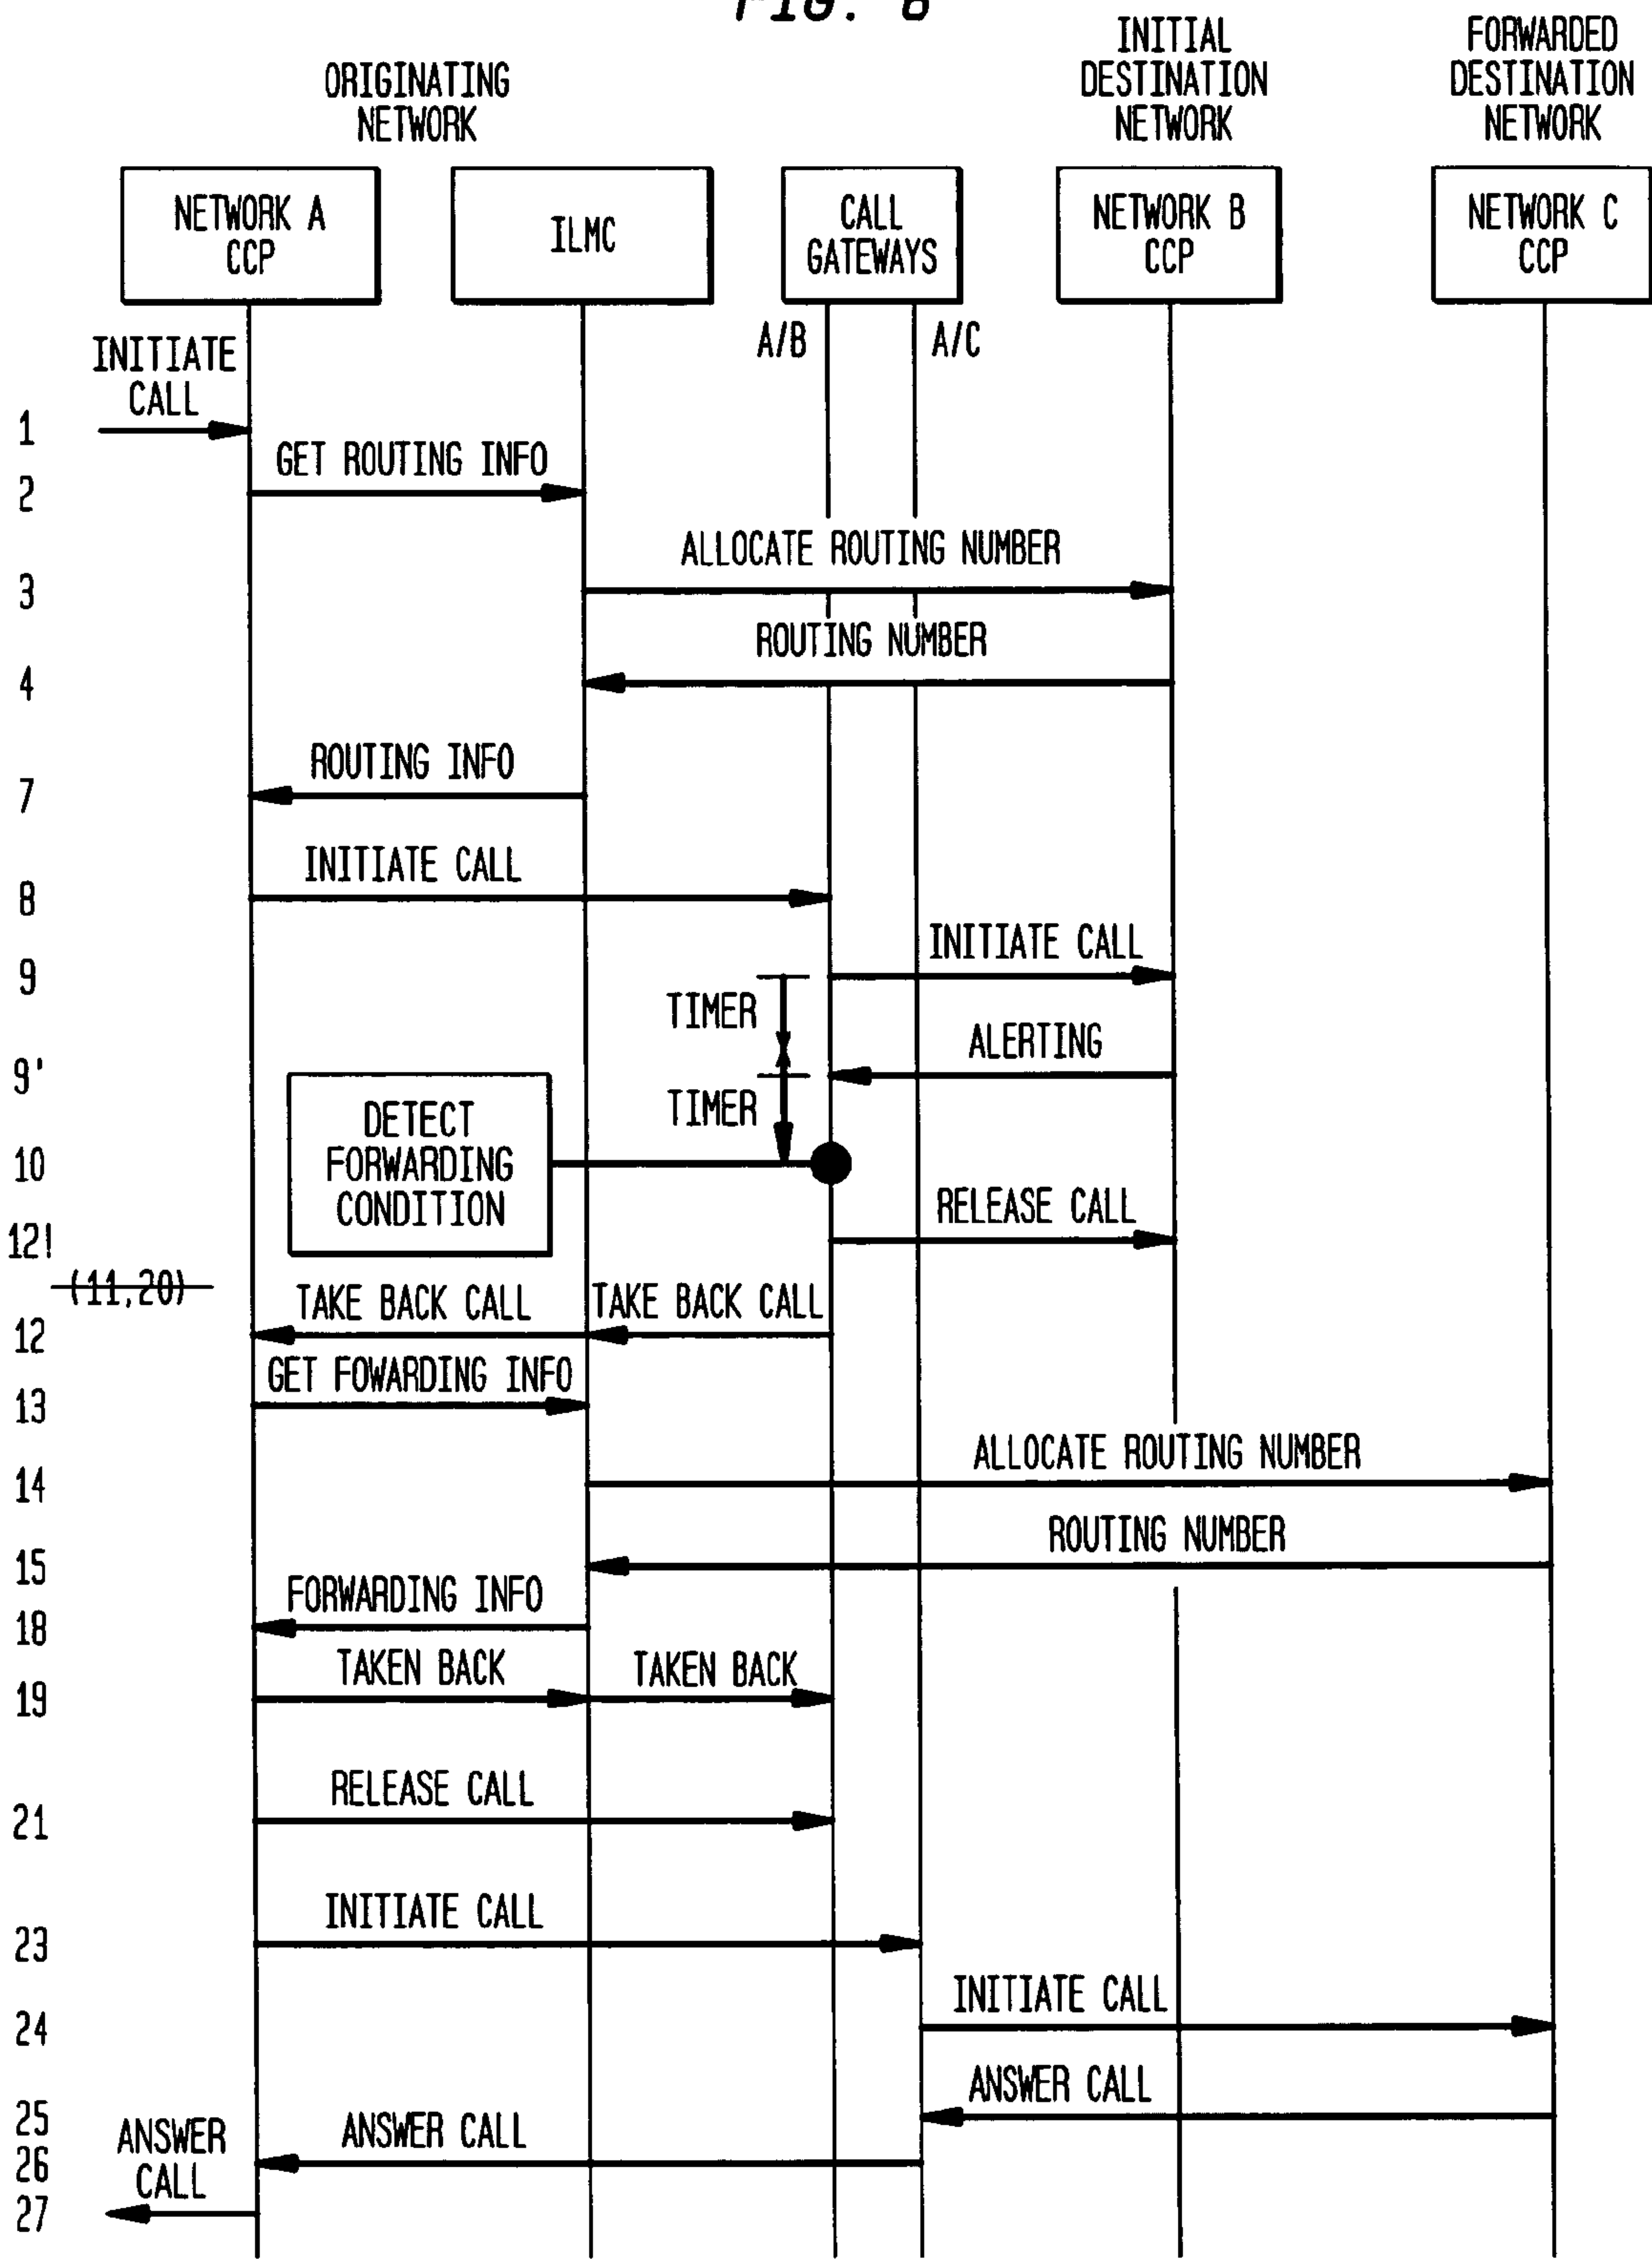 FIG. 6
ORIGINATING
NETWORK
INITIAL
DESTINATION
NETWORK
FORWARDED
DESTINATION
NETWORK
NETWORK A
CCP
ILMC
CALL
GATEWAYS
NETWORK B
CCP
NETWORK C
CCP
A/B
A/C
INITIATE
CALL
1
GET ROUTING INFO
2
ALLOCATE ROUTING NUMBER
3
ROUTING NUMBER
4
ROUTING INFO
7
INITIATE CALL
8
INITIATE CALL
9
TIMER
ALERTING
9'
TIMER
DETECT
FORWARDING
CONDITION
10
RELEASE CALL
12!
(11,20)
TAKE BACK CALL
TAKE BACK CALL
12
GET FOWARDING INFO
13
ALLOCATE ROUTING NUMBER
14
ROUTING NUMBER
15
FORWARDING INFO
18
TAKEN BACK
TAKEN BACK
19
RELEASE CALL
21
INITIATE CALL
23
INITIATE CALL
24
ANSWER CALL
25
ANSWER CALL
26
ANSWER
CALL
27